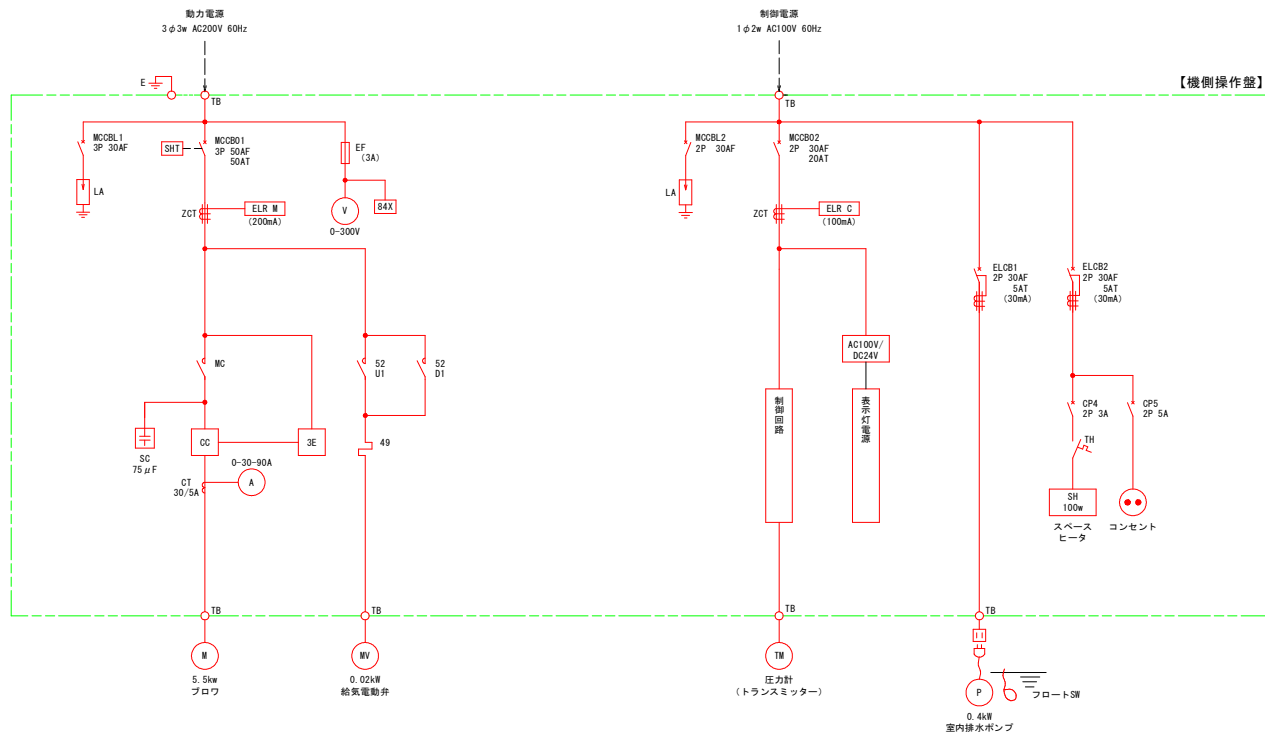 動力電源
3φ3w AC200V 60Hz
制御電源
1φ2w AC100V 60Hz
【機側操作盤】
E
TB
TB
MCCBL1
3P 30AF
SHT
MCCB01
3P 50AF
50AT
EF
(3A)
LA
84X
V
0-300V
ZCT
ELR M
(200mA)
MCCBL2
2P 30AF
MCCB02
2P 30AF
20AT
LA
ZCT
ELR C
(100mA)
ELCB1
2P 30AF
5AT
(30mA)
ELCB2
2P 30AF
5AT
(30mA)
MC
52
U1
52
D1
AC100V/
DC24V
SC
75μF
CC
3E
49
0-30-90A
A
CT
30/5A
制御回路
表示灯電源
CP4
2P 3A
CP5
2P 5A
TH
SH
100w
スペース
ヒータ
コンセント
TB
TB
TB
TB
M
5.5kw
ブロワ
MV
0.02kW
給気電動弁
TM
圧力計
(トランスミッター)
P
フロートSW
0.4kW
室内排水ポンプ